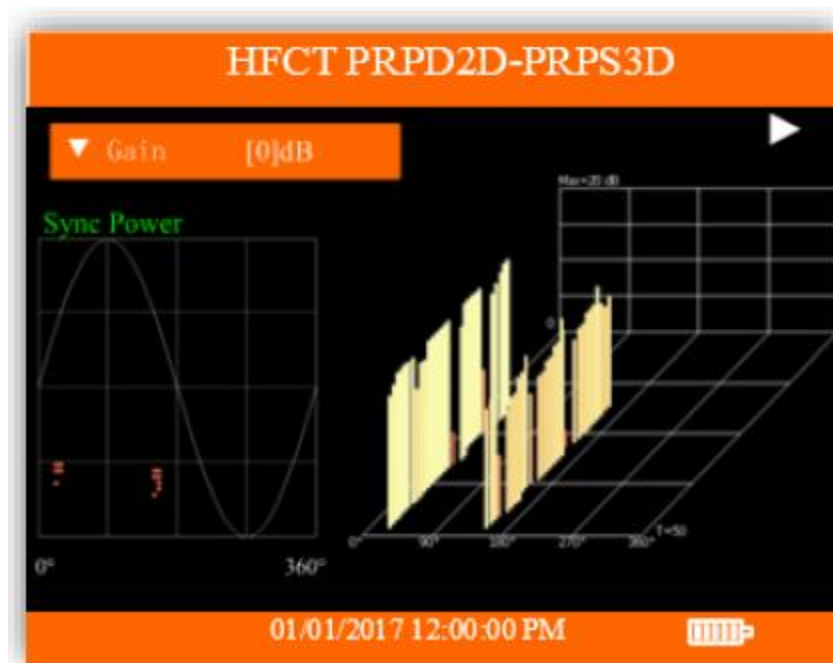 HFCT PRPD2D-PRPS3D
Gain [0]dB
Max=20 dB
Sync Power
0
0° 90° 180° 270° 360° T=50
0° 360°
01/01/2017 12:00:00 PM